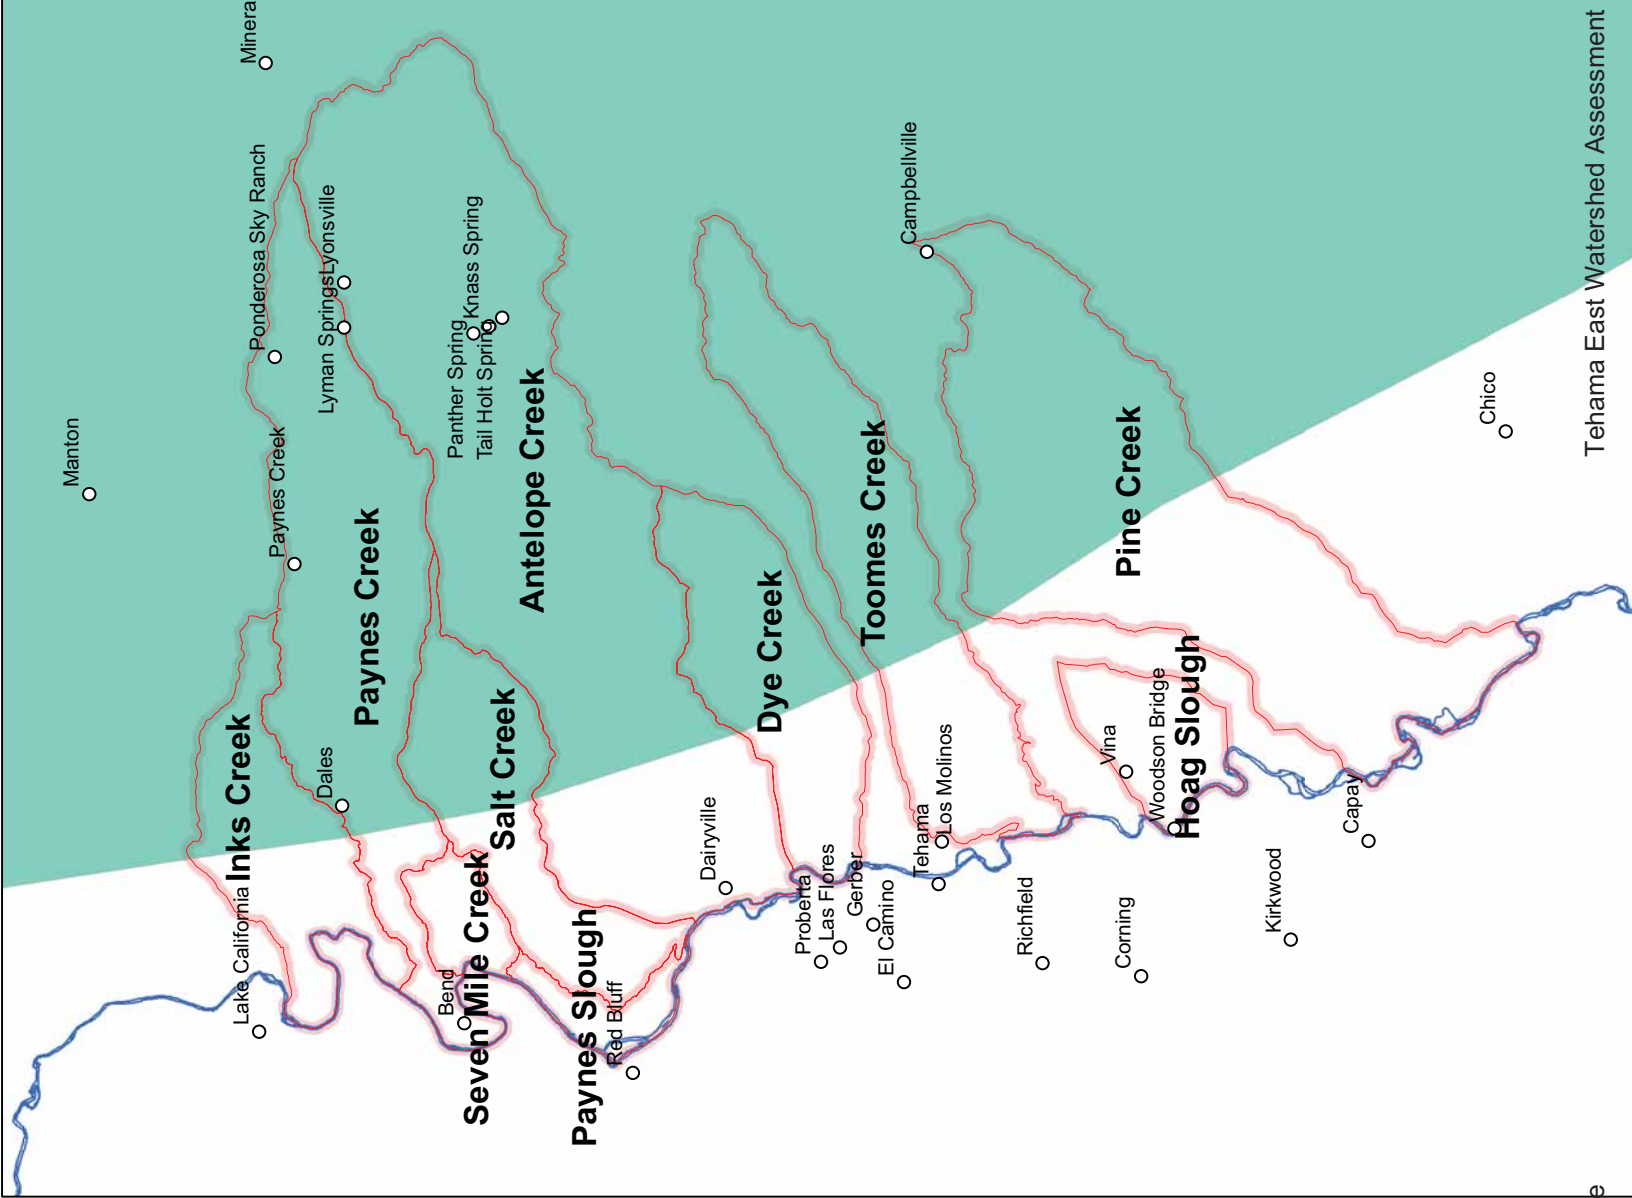 Mineral
Manton
Ponderosa Sky Ranch
Lyonsville
Lyman Springs
Knass Spring
Panther Spring
Tail Holt Spring
Campbellville
Paynes Creek
Paynes Creek
Antelope Creek
Toomes Creek
Pine Creek
Chico
Dye Creek
Inks Creek
Dales
Salt Creek
Dairyville
Los Molinos
Vina
Woodson Bridge
Hoag Slough
Capay
Lake California
Seven Mile Creek
Bend
Paynes Slough
Red Bluff
Proberta
Las Flores
Gerber
El Camino
Tehama
Richfield
Corning
Kirkwood
Tehama East Watershed Assessment
e